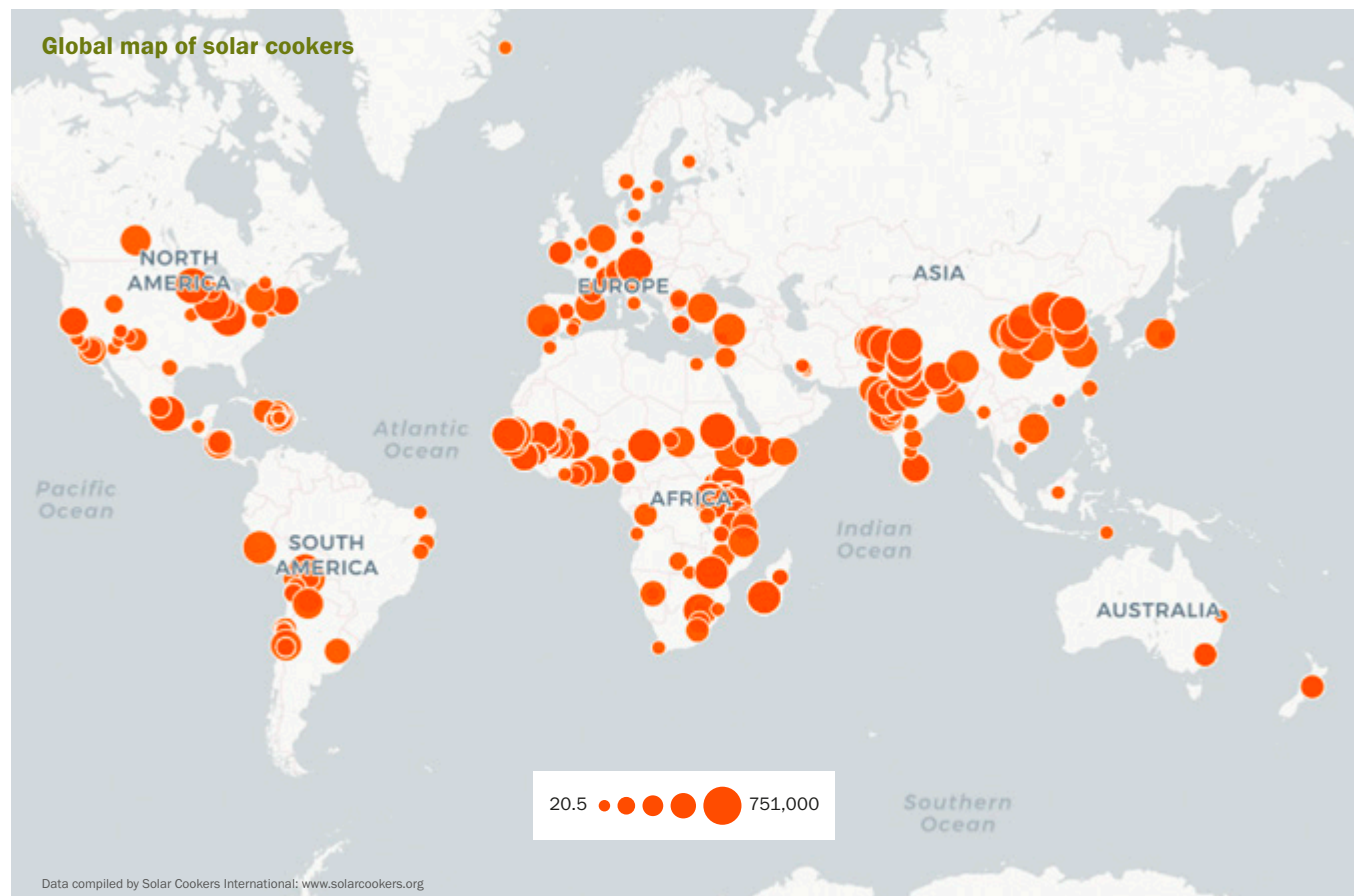 Global map of solar cookers
NORTH
AMERICA
EUROPE
ASIA
Atlantic
Ocean
Pacific
Ocean
AFRICA
SOUTH
AMERICA
Indian
Ocean
AUSTRALIA
20.5
751,000
Southern
Ocean
Data compiled by Solar Cookers International: www.solarcookers.org